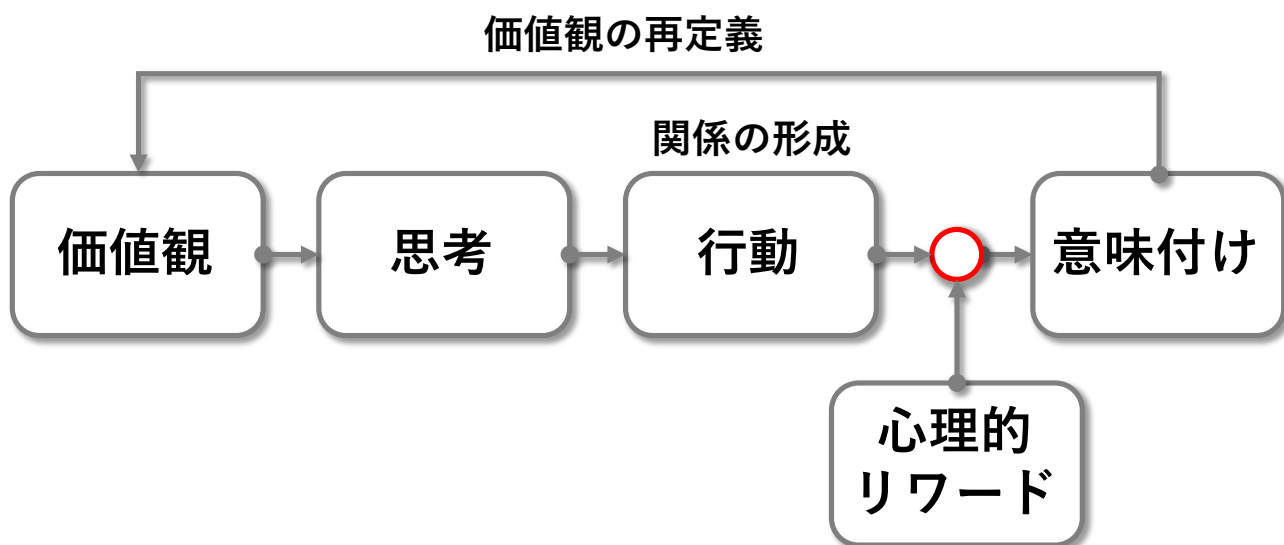 価値観の再定義
関係の形成
価値観
思考
行動
意味付け
心理的
リワード